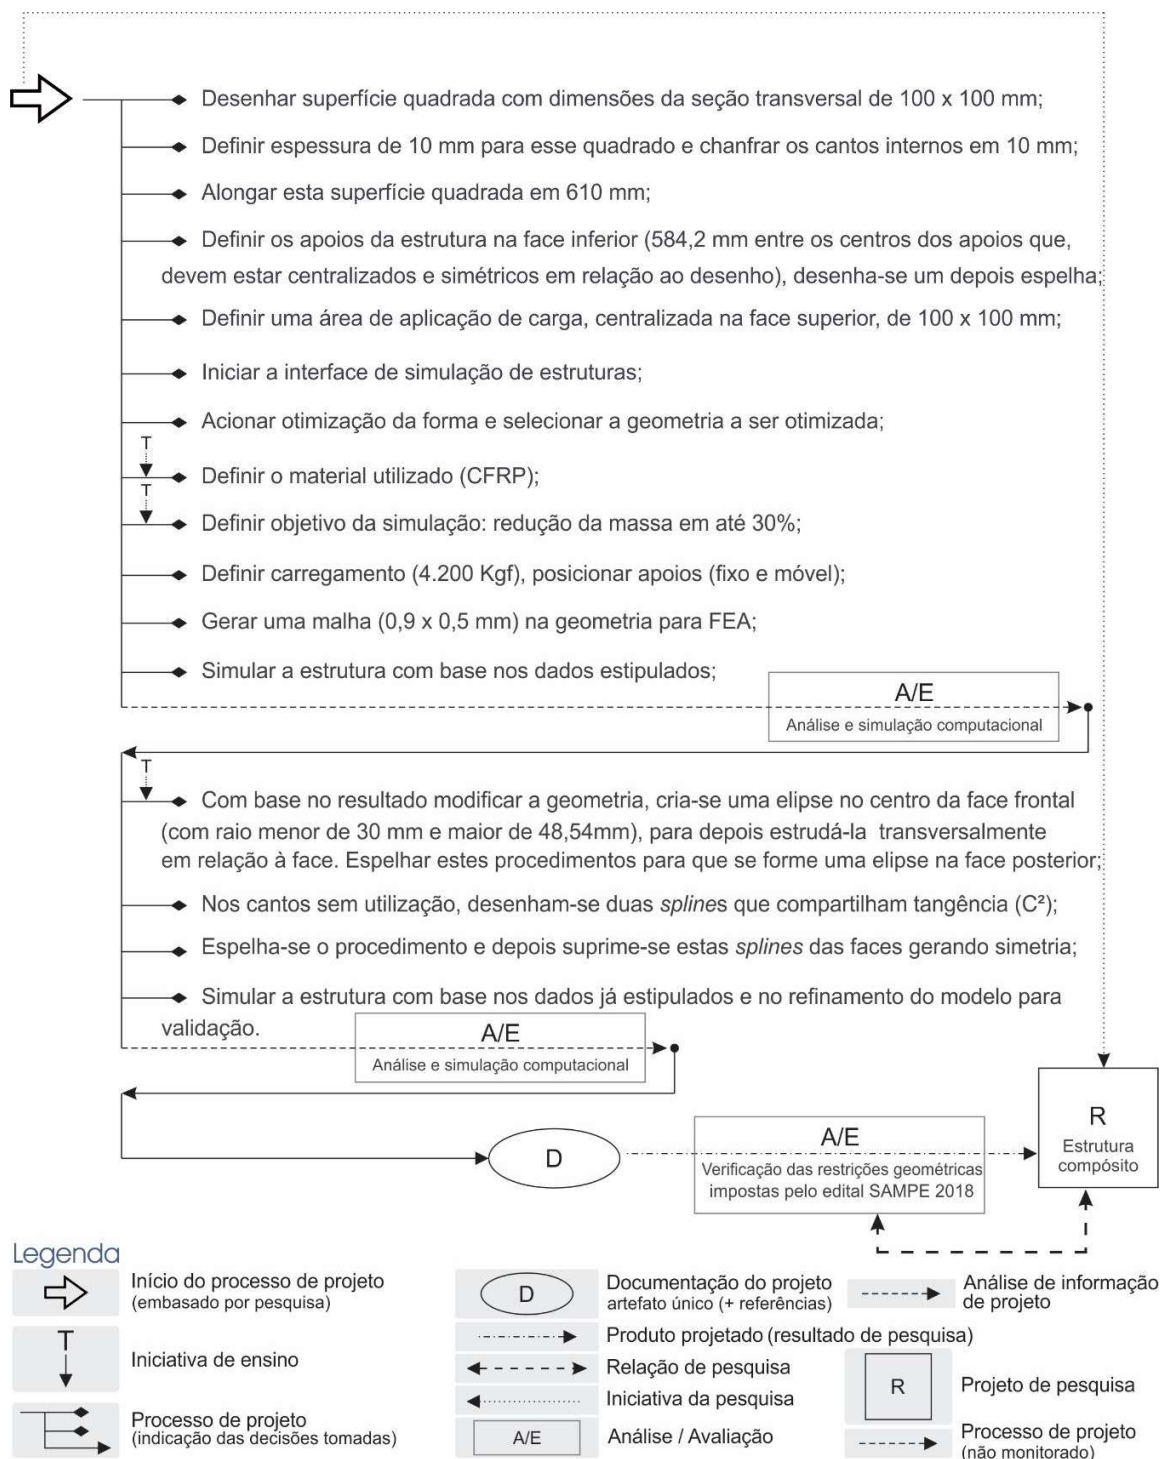 Desenhar superfície quadrada com dimensões da seção transversal de 100 x 100 mm;
Definir espessura de 10 mm para esse quadrado e chanfrar os cantos internos em 10 mm;
Alongar esta superfície quadrada em 610 mm;
Definir os apoios da estrutura na face inferior (584,2 mm entre os centros dos apoios que,
devem estar centralizados e simétricos em relação ao desenho), desenha-se um depois espelha;
Definir uma área de aplicação de carga, centralizada na face superior, de 100 x 100 mm;
Iniciar a interface de simulação de estruturas;
Acionar otimização da forma e selecionar a geometria a ser otimizada;
T
Definir o material utilizado (CFRP);
T
Definir objetivo da simulação: redução da massa em até 30%;
Definir carregamento (4.200 Kgf), posicionar apoios (fixo e móvel);
Gerar uma malha (0,9 x 0,5 mm) na geometria para FEA;
Simular a estrutura com base nos dados estipulados;
A/E
Análise e simulação computacional
T
Com base no resultado modificar a geometria, cria-se uma elipse no centro da face frontal
(com raio menor de 30 mm e maior de 48,54mm), para depois estrudá-la transversalmente
em relação à face. Espelhar estes procedimentos para que se forme uma elipse na face posterior;
Nos cantos sem utilização, desenham-se duas splines que compartilham tangência (C²);
Espelha-se o procedimento e depois suprime-se estas splines das faces gerando simetria;
Simular a estrutura com base nos dados já estipulados e no refinamento do modelo para
validação.
A/E
Análise e simulação computacional
D
A/E
Verificação das restrições geométricas
impostas pelo edital SAMPE 2018
R
Estrutura
compósito
Legenda
Início do processo de projeto
(embasado por pesquisa)
T
Iniciativa de ensino
Processo de projeto
(indicação das decisões tomadas)
D
Documentação do projeto
artefato único (+ referências)
Produto projetado (resultado de pesquisa)
Relação de pesquisa
Iniciativa da pesquisa
A/E
Análise / Avaliação
Análise de informação
de projeto
R
Projeto de pesquisa
Processo de projeto
(não monitorado)